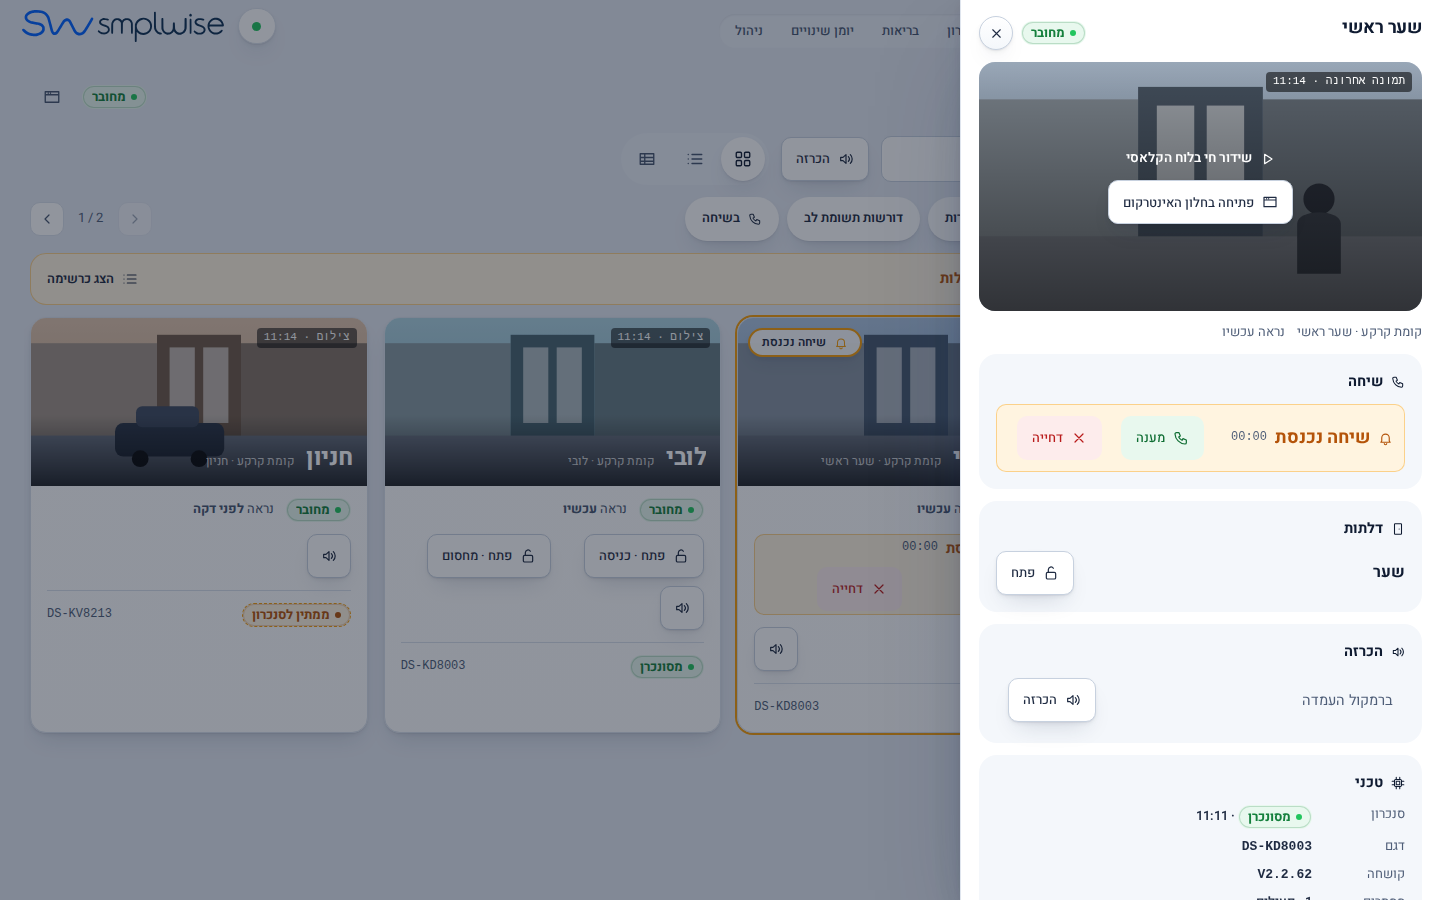 שער ראשי
מחובר
תמונה אחרונה · 11:14
שידור חי בלוח הקלאסי
פתיחה בחלון האינטרקום
קומת קרקע · שער ראשי נראה עכשיו
שיחה
שיחה נכנסת 00:00 מענה דחייה
דלתות
שער פתח
הכרזה
ברמקול העמדה הכרזה
טכני
סנכרון מסונכרן · 11:11
דגם DS-KD8003
קושחה V2.2.62
smplwise
בריאות יומן שינויים ניהול
מחובר
הכרזה
דורשות תשומת לב בשיחה
1 / 2
הצג כרשימה
שיחה נכנסת
קומת קרקע · שער ראשי
עכשיו
00:00
דחייה
DS-KD8003
צילום · 11:14
לובי קומת קרקע · לובי
מחובר נראה עכשיו
פתח · כניסה פתח · מחסום
מסונכרן DS-KD8003
צילום · 11:14
חניון קומת קרקע · חניון
מחובר נראה לפני דקה
ממתין לסנכרון DS-KV8213